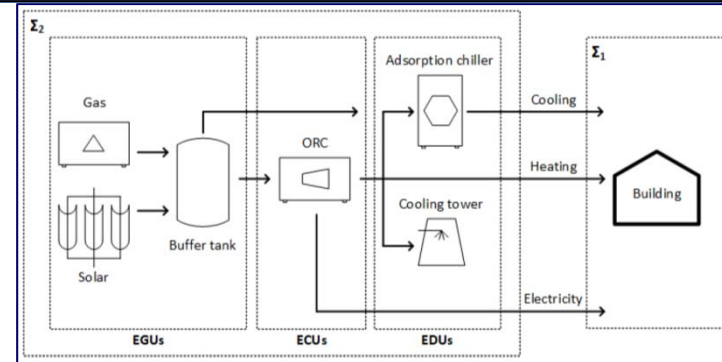 Σ2
Σ1
Adsorption chiller
Gas
Cooling
ORC
Heating
Building
Cooling tower
Buffer tank
Solar
Electricity
EGUs
ECUs
EDUs